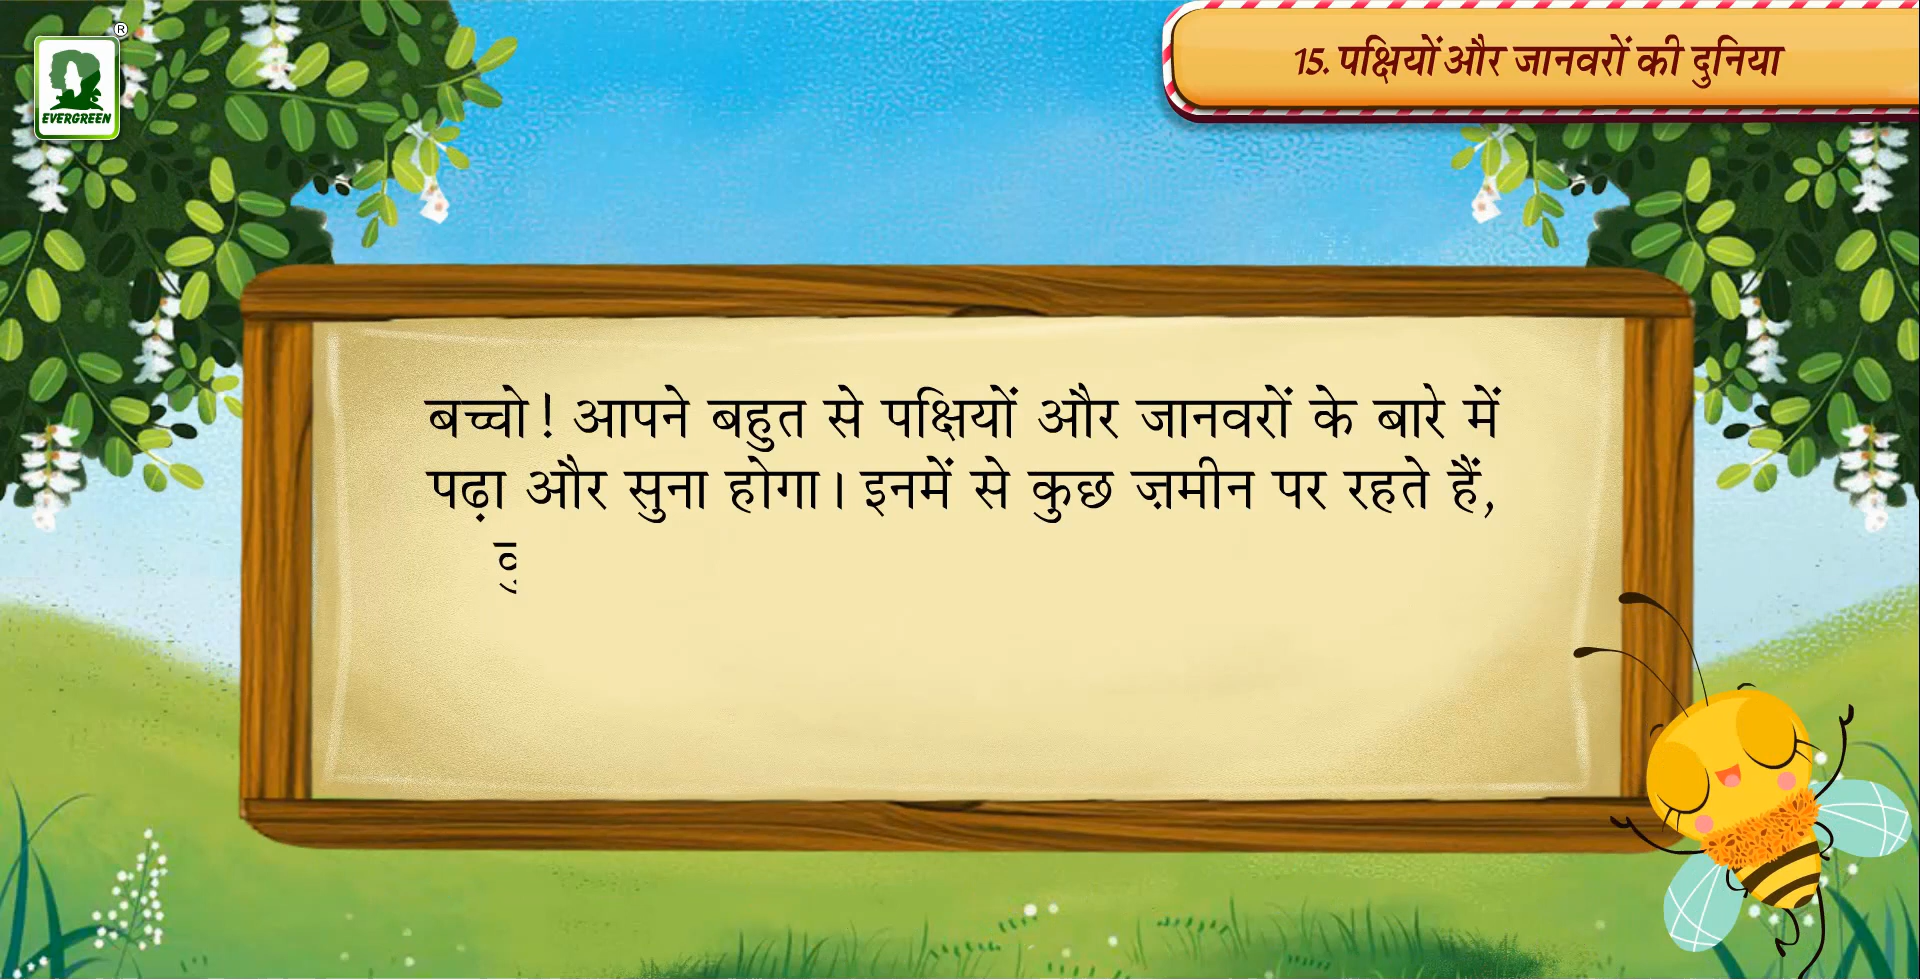 EVERGREEN
®
15. पक्षियों और जानवरों की दुनिया
बच्चो! आपने बहुत से पक्षियों और जानवरों के बारे में
पढ़ा और सुना होगा। इनमें से कुछ ज़मीन पर रहते हैं,